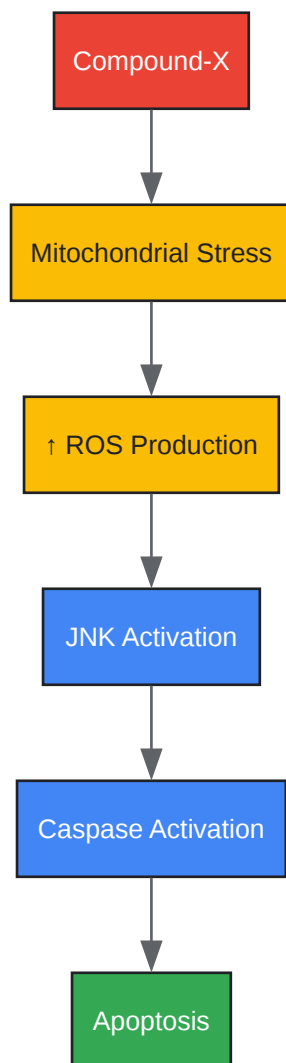 Compound-X
Mitochondrial Stress
↑ ROS Production
JNK Activation
Caspase Activation
Apoptosis